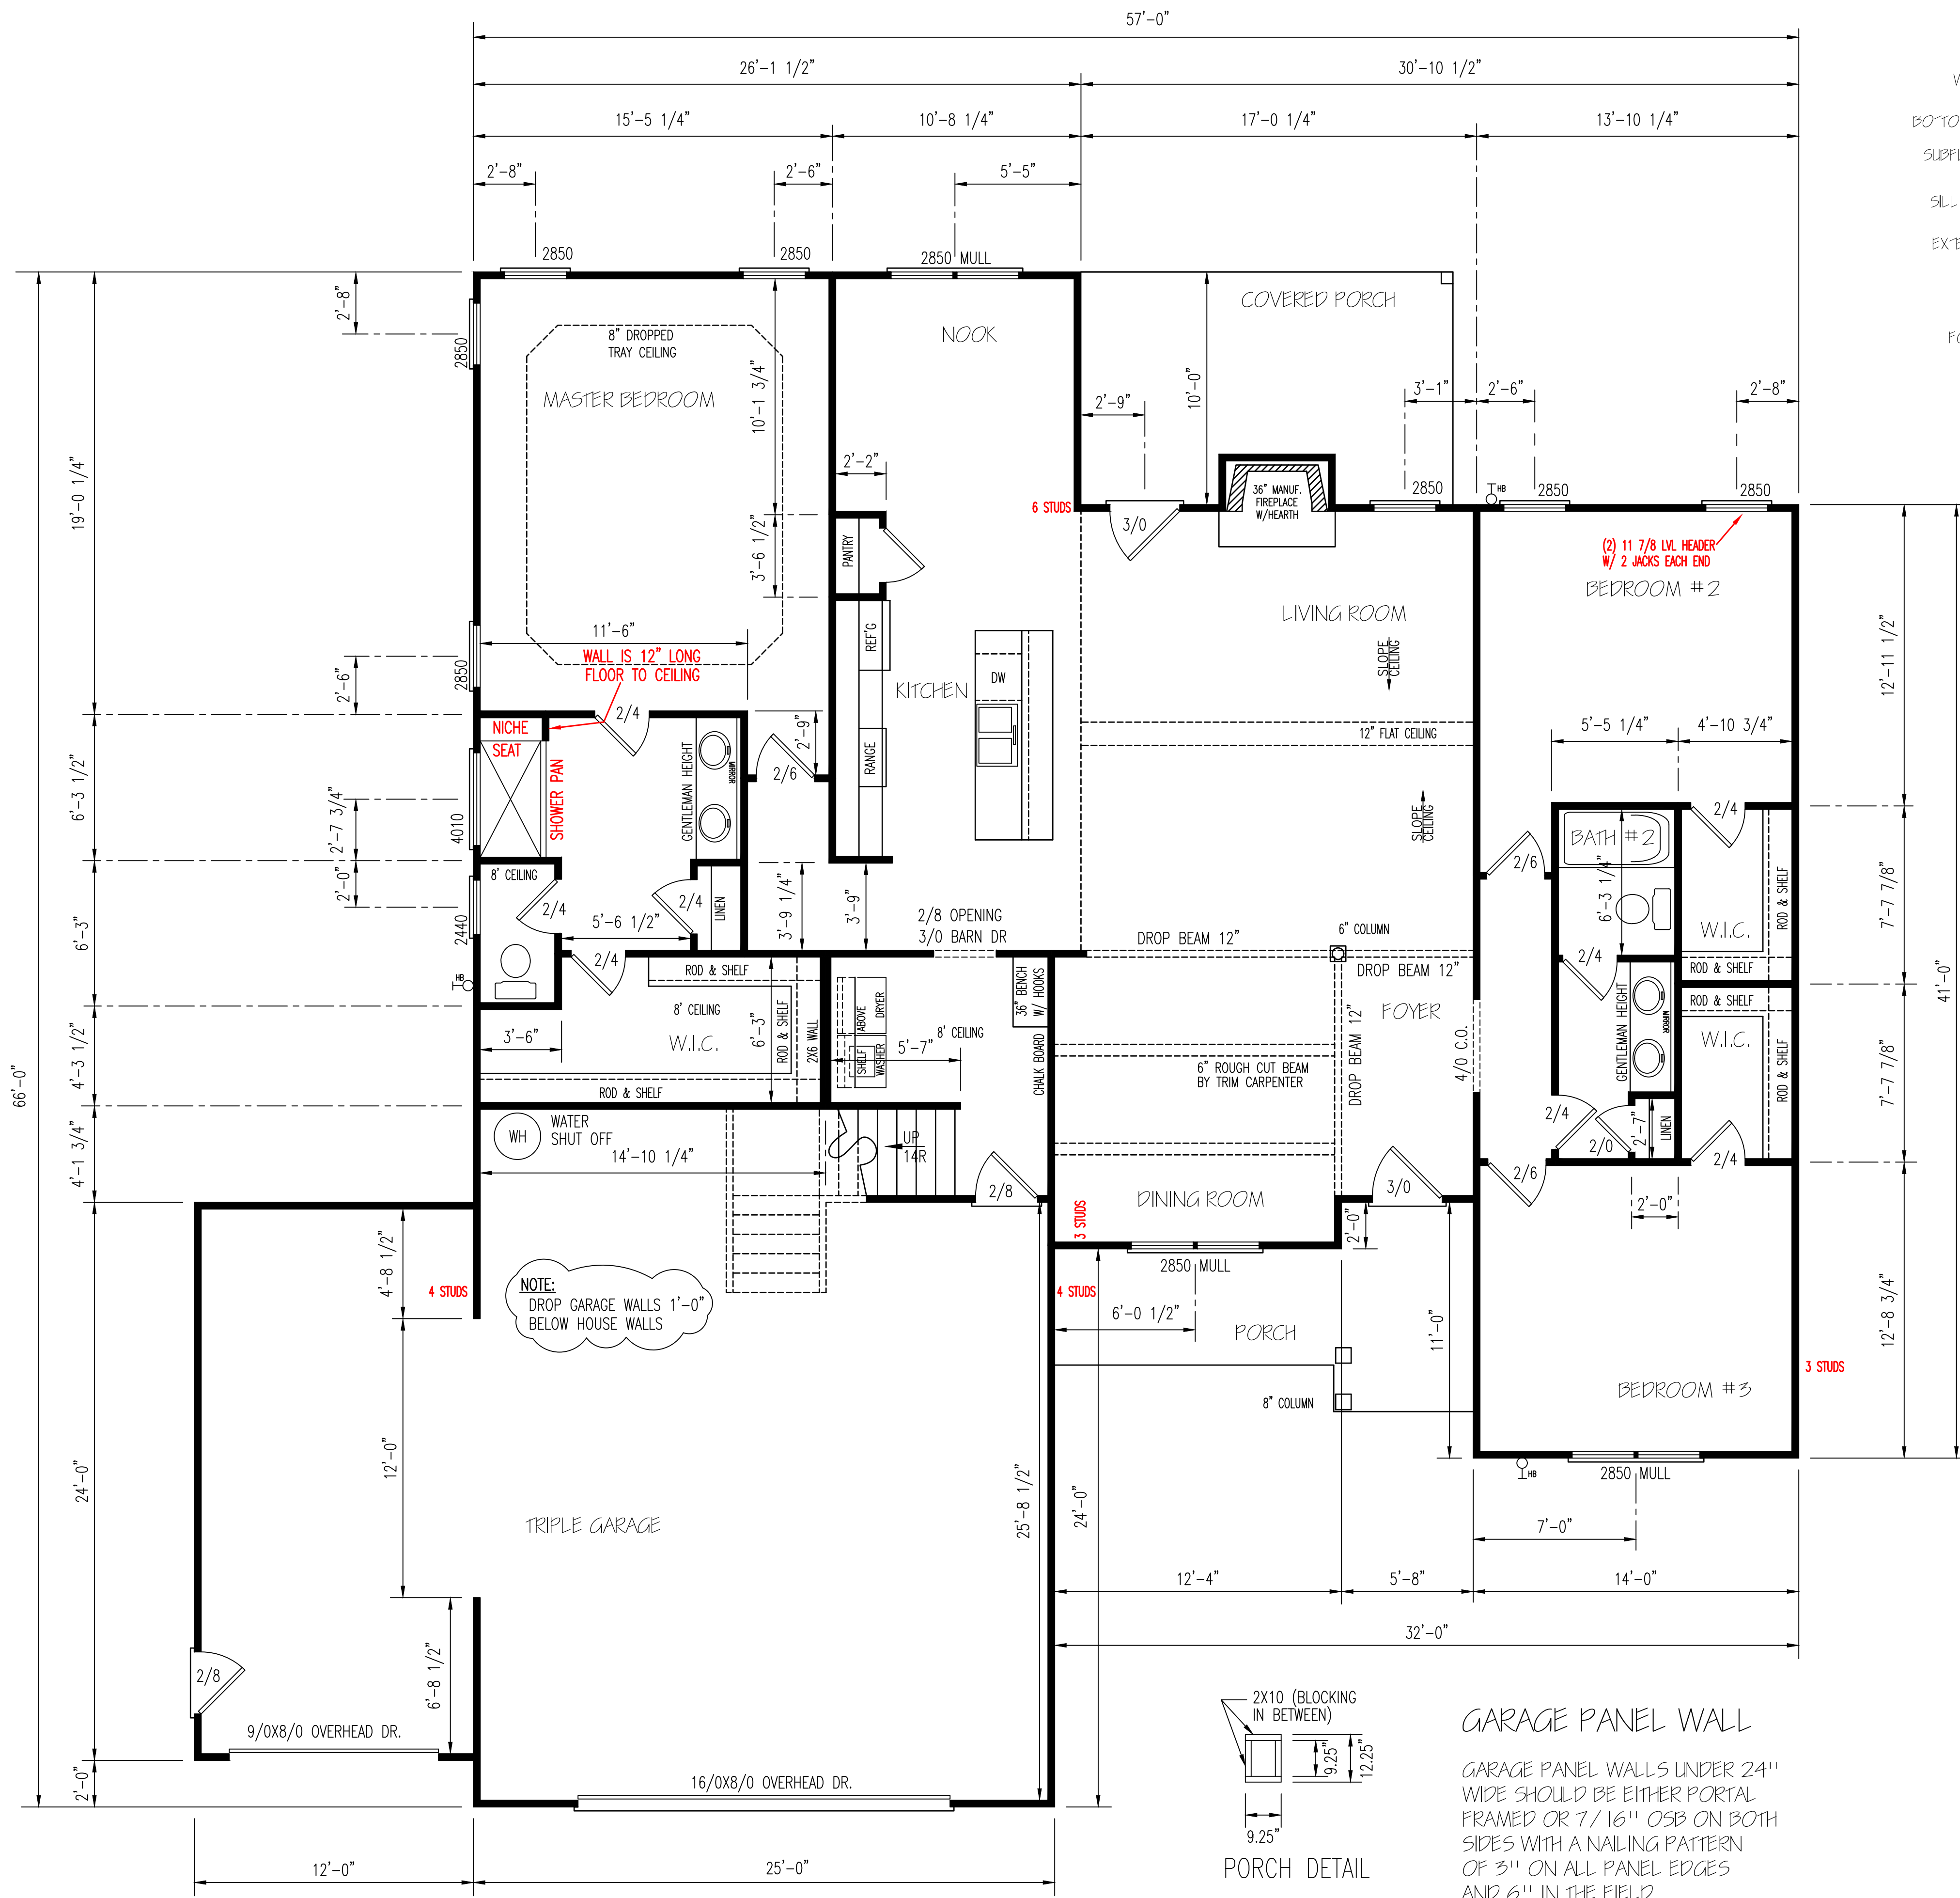 57'-0"
26'-1 1/2"
30'-10 1/2"
15'-5 1/4"
10'-8 1/4"
17'-0 1/4"
13'-10 1/4"
BOTTO
SUBFL
SILL
EXTE
FO
2'-8"
2'-6"
5'-5"
2850
2850
2850 MULL
2'-8"
2850
8" DROPPED
TRAY CEILING
MASTER BEDROOM
10'-1 3/4"
NOOK
COVERED PORCH
10'-0"
2'-9"
3'-1"
2'-6"
2'-8"
19'-0 1/4"
2'-2"
6 STUDS
3/0
36" MANUF.
FIREPLACE
W/HEARTH
2850
HB
2850
2850
(2) 11 7/8 LVL HEADER
W/ 2 JACKS EACH END
BEDROOM #2
3'-6 1/2"
PANTRY
REF'G
LIVING ROOM
11'-6"
WALL IS 12" LONG
FLOOR TO CEILING
2850
2'-6"
KITCHEN
DW
SLOPE
CEILING
12'-11 1/2"
2/4
NICHE
SEAT
SHOWER PAN
GENTLEMAN HEIGHT
MIRROR
2'-9"
2/6
RANGE
12" FLAT CEILING
5'-5 1/4"
4'-10 3/4"
6'-3 1/2"
2'-7 3/4"
4010
SLOPE
CEILING
2/4
BATH #2
2/6
6'-3 1/4"
8' CEILING
2/4
5'-6 1/2"
2/4
LINEN
3'-9 1/4"
3'-9"
2/8 OPENING
3/0 BARN DR
2'-0"
2440
6'-3"
6" COLUMN
DROP BEAM 12"
DROP BEAM 12"
W.I.C.
ROD & SHELF
ROD & SHELF
7'-7 7/8"
41'-0"
HB
2/4
ROD & SHELF
8' CEILING
W.I.C.
6'-3"
ROD & SHELF
2X6 WALL
ROD & SHELF
3'-6"
ABOVE
DRYER
SHELF
WASHER
5'-7"
36" BENCH
W/ HOOKS
8' CEILING
CHALK BOARD
FOYER
DROP BEAM 12"
4/0 C.O.
2/4
GENTLEMAN HEIGHT
MIRROR
ROD & SHELF
W.I.C.
ROD & SHELF
7'-7 7/8"
4'-3 1/2"
66'-0"
6" ROUGH CUT BEAM
BY TRIM CARPENTER
WH
WATER
SHUT OFF
14'-10 1/4"
UP
14R
2/8
4'-1 3/4"
2/4
2/0
2'-7"
LINEN
2/4
2/6
DINING ROOM
3/0
2'-0"
2'-0"
3 STUDS
2850 MULL
4'-8 1/2"
4 STUDS
NOTE:
DROP GARAGE WALLS 1'-0"
BELOW HOUSE WALLS
4 STUDS
6'-0 1/2"
PORCH
11'-0"
12'-8 3/4"
3 STUDS
BEDROOM #3
8" COLUMN
12'-0"
24'-0"
HB
2850 MULL
TRIPLE GARAGE
25'-8 1/2"
24'-0"
7'-0"
12'-4"
5'-8"
14'-0"
32'-0"
2/8
6'-8 1/2"
9/0X8/0 OVERHEAD DR.
16/0X8/0 OVERHEAD DR.
2'-0"
12'-0"
25'-0"
2X10 (BLOCKING
IN BETWEEN)
9.25"
12.25"
9.25"
PORCH DETAIL
GARAGE PANEL WALL
GARAGE PANEL WALLS UNDER 24"
WIDE SHOULD BE EITHER PORTAL
FRAMED OR 7/16" OSB ON BOTH
SIDES WITH A NAILING PATTERN
OF 3" ON ALL PANEL EDGES
AND 6" IN THE FIELD